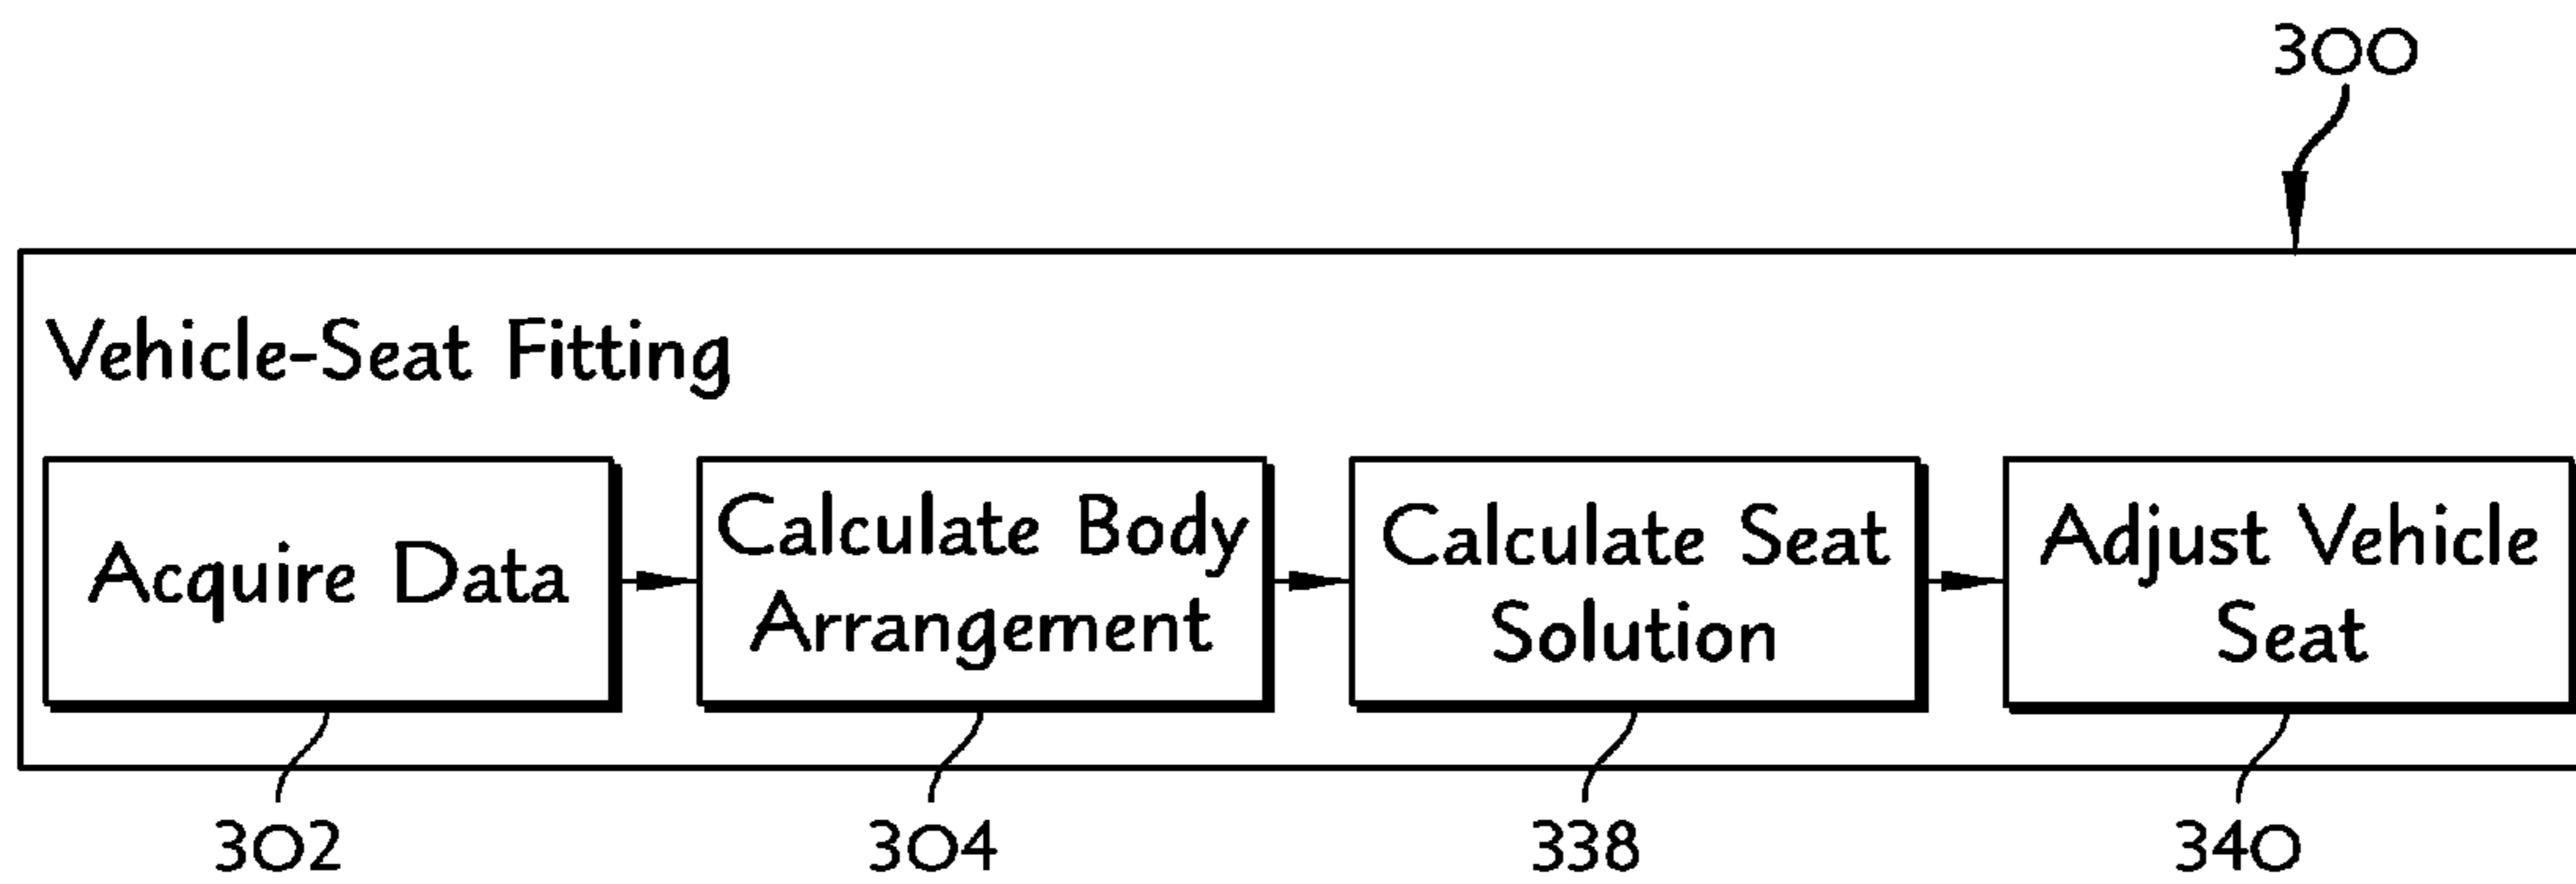 300
Vehicle-Seat Fitting
Acquire Data
Calculate Body
Arrangement
Calculate Seat
Solution
Adjust Vehicle
Seat
302
304
338
340